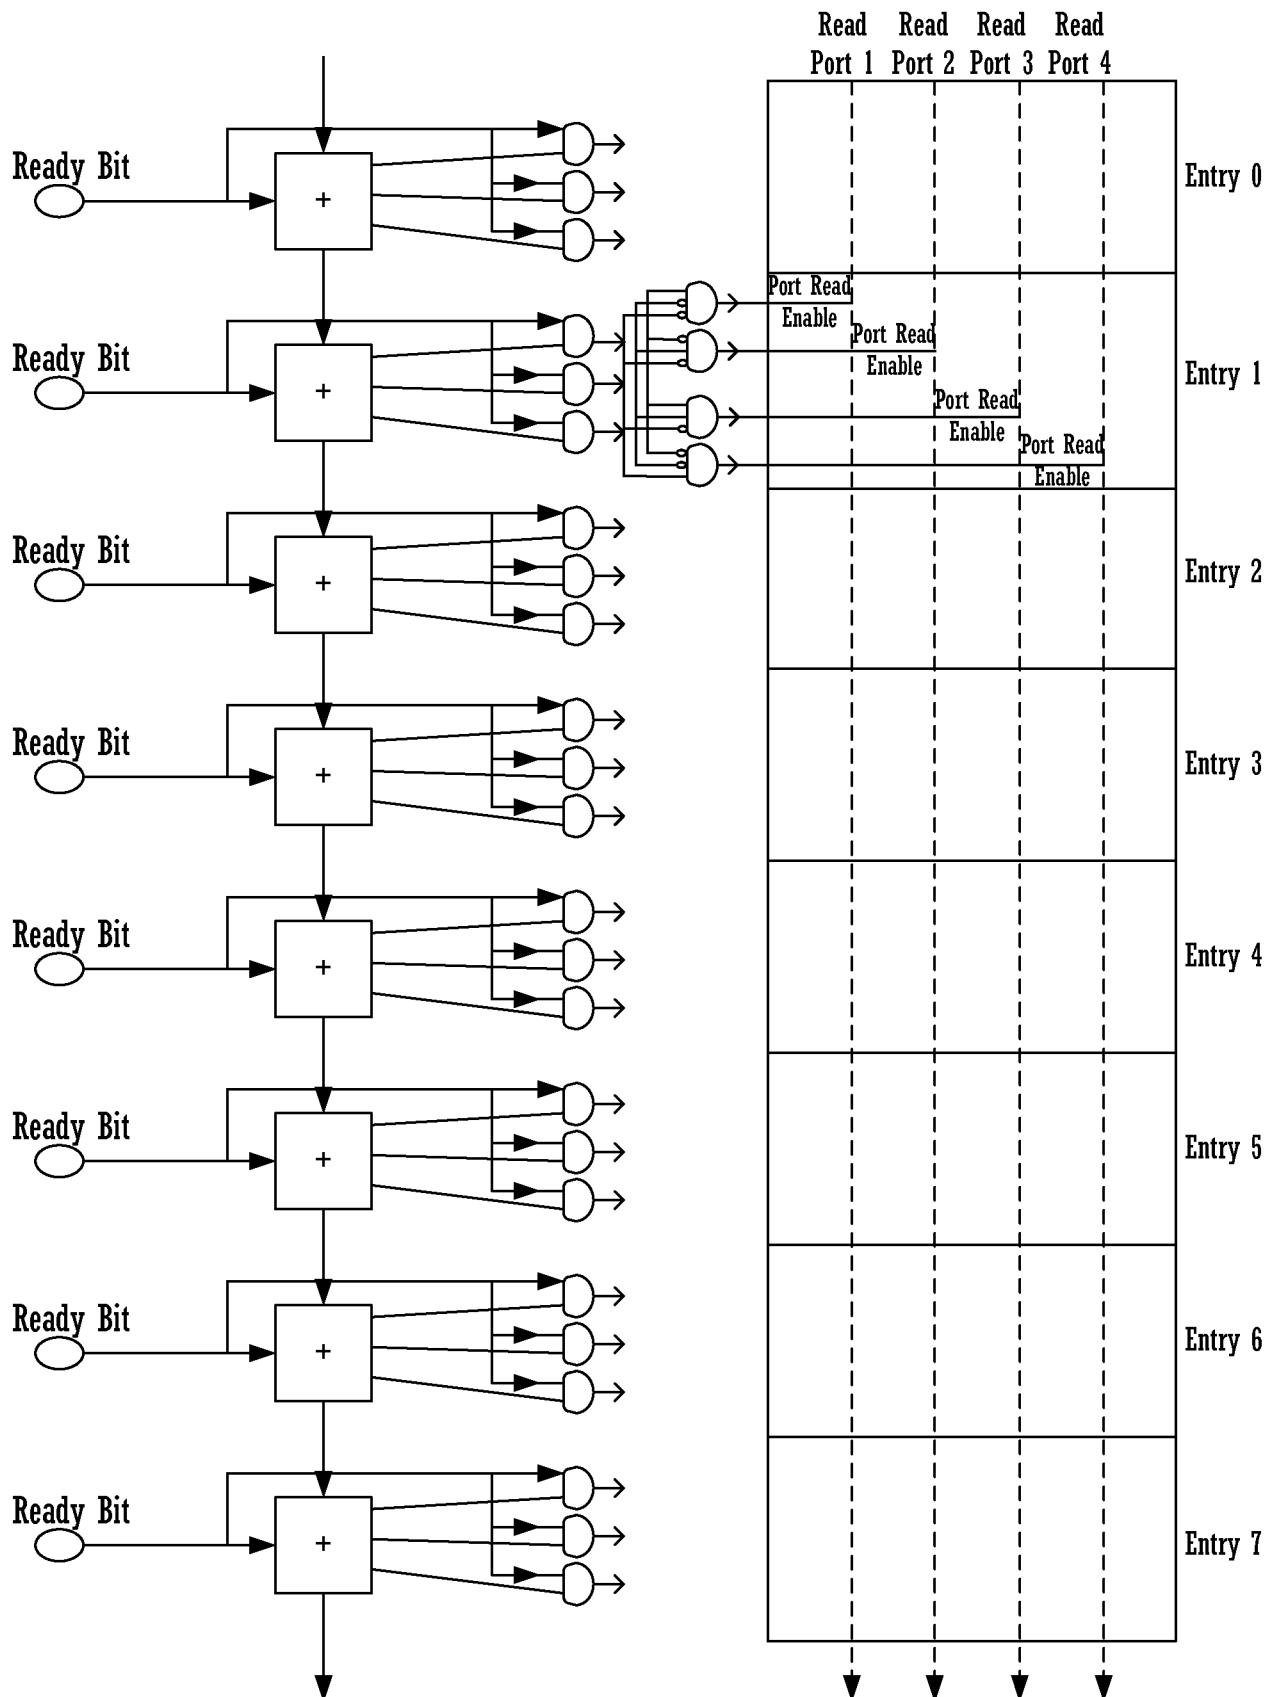 Read Read Read Read
Port 1 Port 2 Port 3 Port 4
Ready Bit
+
Entry 0
Port Read
Enable
Port Read
Enable
Ready Bit
+
Entry 1
Port Read
Enable
Port Read
Enable
Ready Bit
+
Entry 2
Ready Bit
+
Entry 3
Ready Bit
+
Entry 4
Ready Bit
+
Entry 5
Ready Bit
+
Entry 6
Ready Bit
+
Entry 7